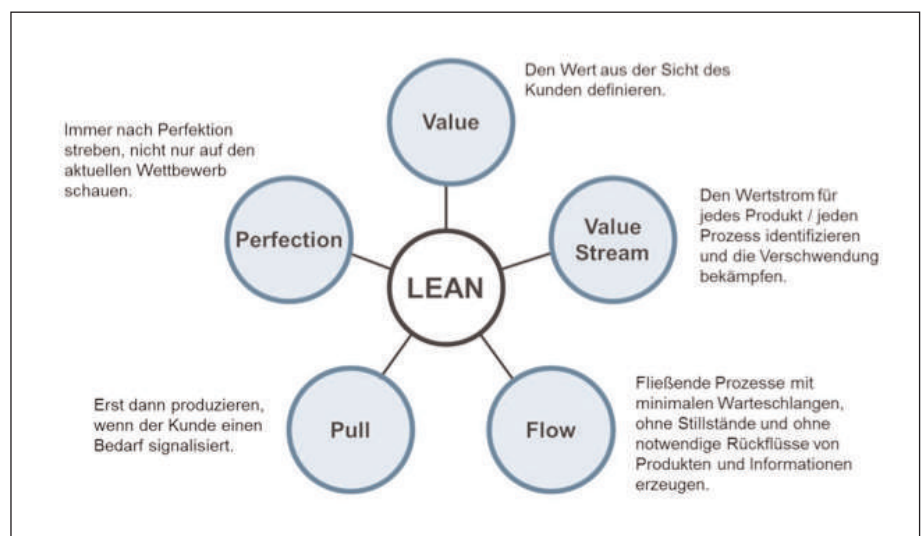 Value
Den Wert aus der Sicht des
Kunden definieren.
Value
Stream
Den Wertstrom für
jedes Produkt / jeden
Prozess identifizieren
und die Verschwendung
bekämpfen.
Flow
Fließende Prozesse mit
minimalen Warteschlangen,
ohne Stillstände und ohne
notwendige Rückflüsse von
Produkten und Informationen
erzeugen.
Pull
Erst dann produzieren,
wenn der Kunde einen
Bedarf signalisiert.
Perfection
Immer nach Perfektion
streben, nicht nur auf den
aktuellen Wettbewerb
schauen.
LEAN